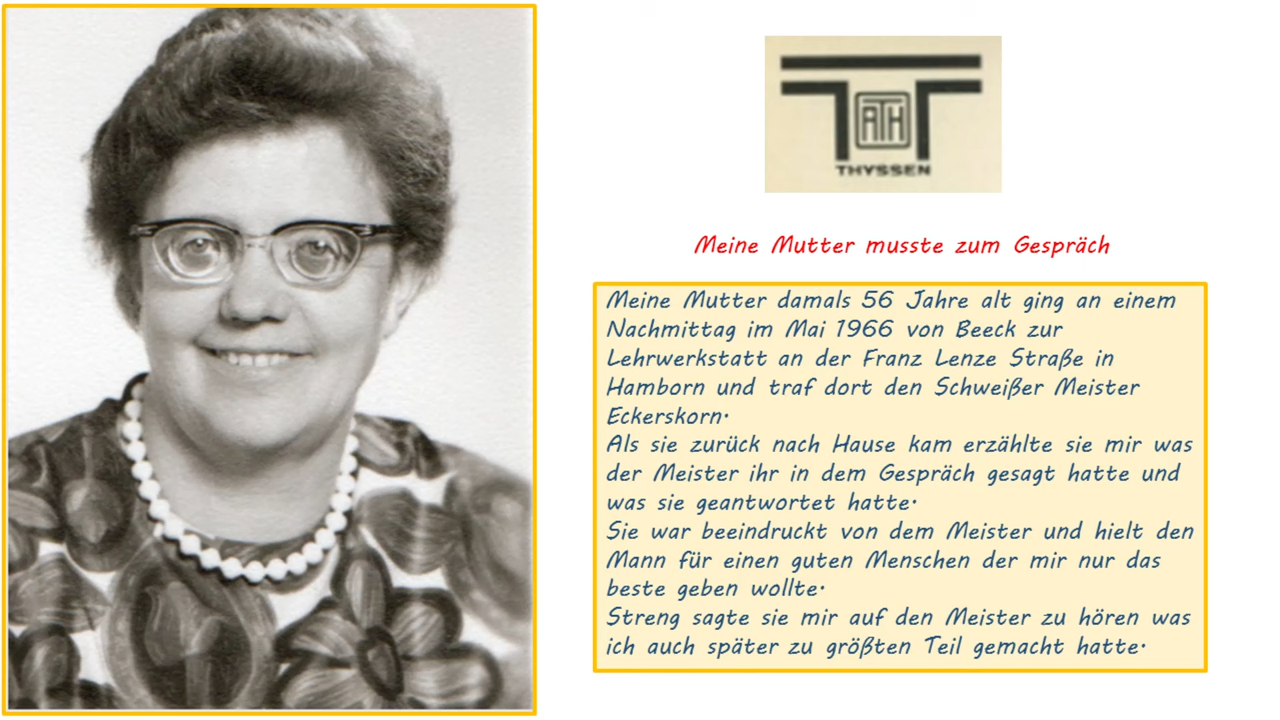 ATH
THYSSEN
Meine Mutter musste zum Gespräch
Meine Mutter damals 56 Jahre alt ging an einem
Nachmittag im Mai 1966 von Beeck zur
Lehrwerkstatt an der Franz Lenze Straße in
Hamborn und traf dort den Schweißer Meister
Eckerskorn.
Als sie zurück nach Hause kam erzählte sie mir was
der Meister ihr in dem Gespräch gesagt hatte und
was sie geantwortet hatte.
Sie war beeindruckt von dem Meister und hielt den
Mann für einen guten Menschen der mir nur das
beste geben wollte.
Streng sagte sie mir auf den Meister zu hören was
ich auch später zu größten Teil gemacht hatte.